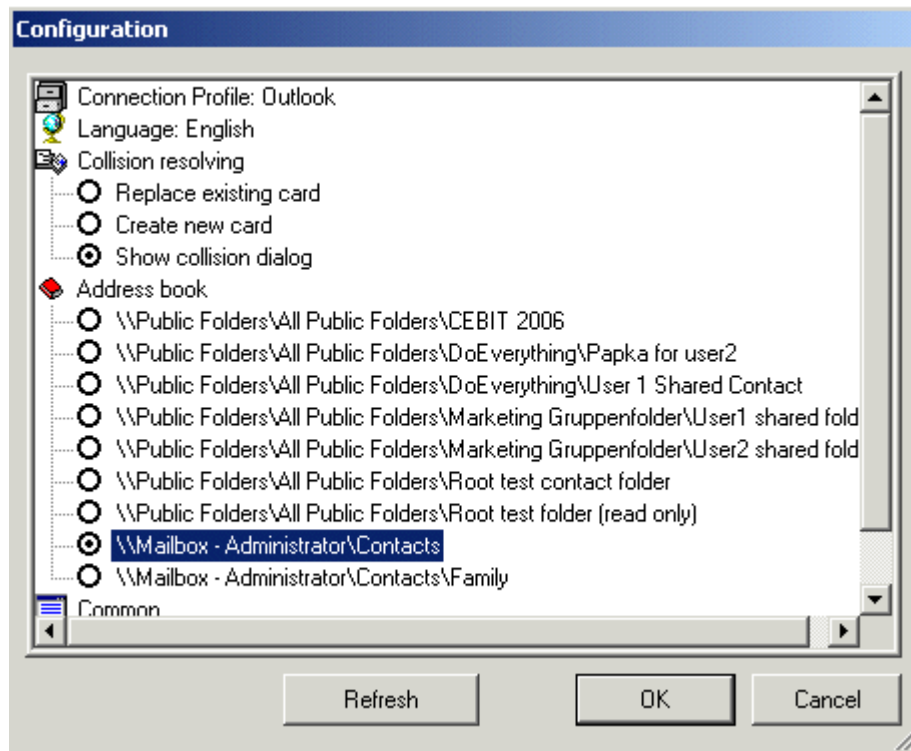 Configuration
Connection Profile: Outlook
Language: English
Collision resolving
Replace existing card
Create new card
Show collision dialog
Address book
\\Public Folders\All Public Folders\CEBIT 2006
\\Public Folders\All Public Folders\DoEverything\Papka for user2
\\Public Folders\All Public Folders\DoEverything\User 1 Shared Contact
\\Public Folders\All Public Folders\Marketing Gruppenfolder\User1 shared fold
\\Public Folders\All Public Folders\Marketing Gruppenfolder\User2 shared fold
\\Public Folders\All Public Folders\Root test contact folder
\\Public Folders\All Public Folders\Root test folder (read only)
\\Mailbox - Administrator\Contacts
\\Mailbox - Administrator\Contacts\Family
Common
Refresh OK Cancel